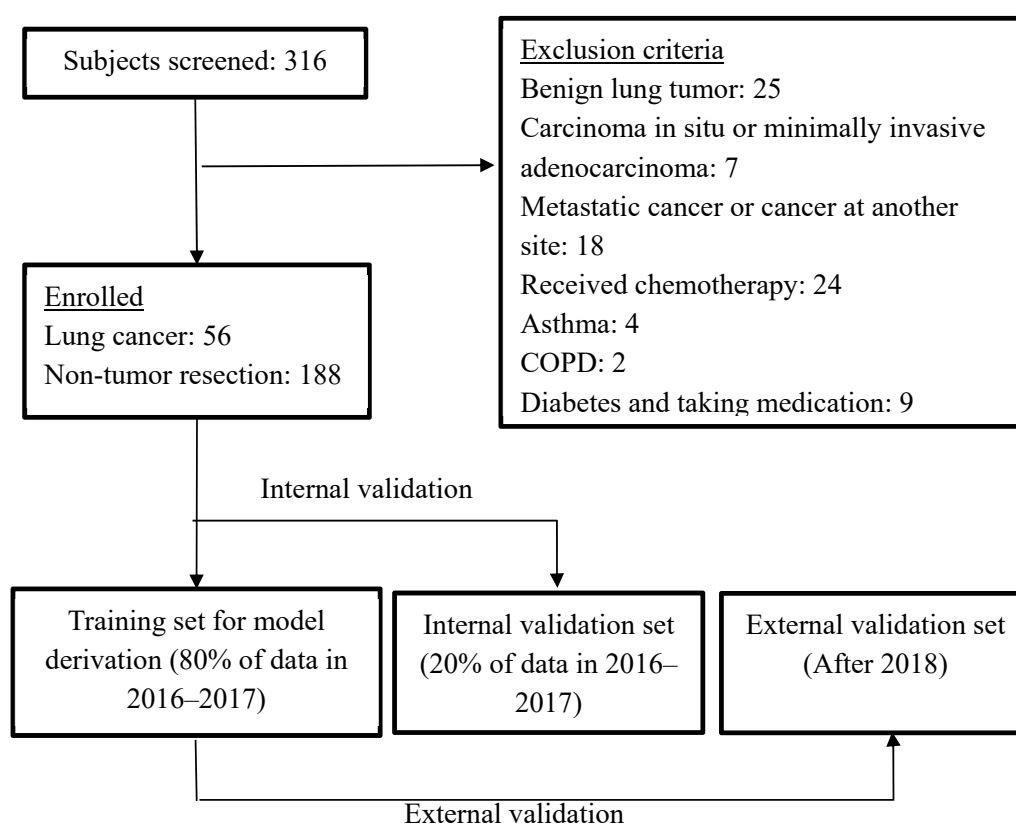 Subjects screened: 316
Exclusion criteria
Benign lung tumor: 25
Carcinoma in situ or minimally invasive
adenocarcinoma: 7
Metastatic cancer or cancer at another
site: 18
Received chemotherapy: 24
Asthma: 4
COPD: 2
Diabetes and taking medication: 9
Enrolled
Lung cancer: 56
Non-tumor resection: 188
Internal validation
Training set for model
derivation (80% of data in
2016–2017)
Internal validation set
(20% of data in 2016–
2017)
External validation set
(After 2018)
External validation